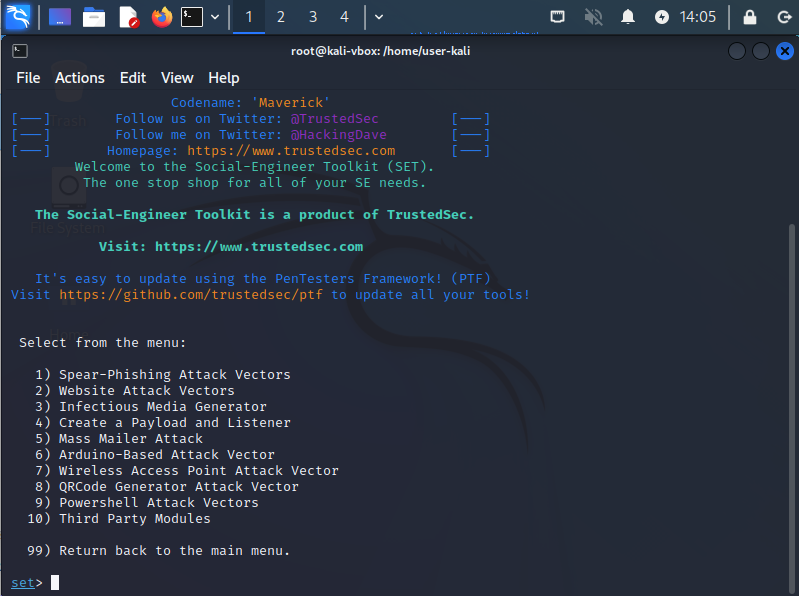 1 2 3 4 14:05
root@kali-vbox: /home/user-kali
File Actions Edit View Help
Codename: 'Maverick'
[---] Follow us on Twitter: @TrustedSec [---]
[---] Follow me on Twitter: @HackingDave [---]
[---] Homepage: https://www.trustedsec.com [---]
Welcome to the Social-Engineer Toolkit (SET).
The one stop shop for all of your SE needs.
The Social-Engineer Toolkit is a product of TrustedSec.
Visit: https://www.trustedsec.com
It's easy to update using the PenTesters Framework! (PTF)
Visit https://github.com/trustedsec/ptf to update all your tools!
Select from the menu:
1) Spear-Phishing Attack Vectors
2) Website Attack Vectors
3) Infectious Media Generator
4) Create a Payload and Listener
5) Mass Mailer Attack
6) Arduino-Based Attack Vector
7) Wireless Access Point Attack Vector
8) QRCode Generator Attack Vector
9) Powershell Attack Vectors
10) Third Party Modules
99) Return back to the main menu.
set>